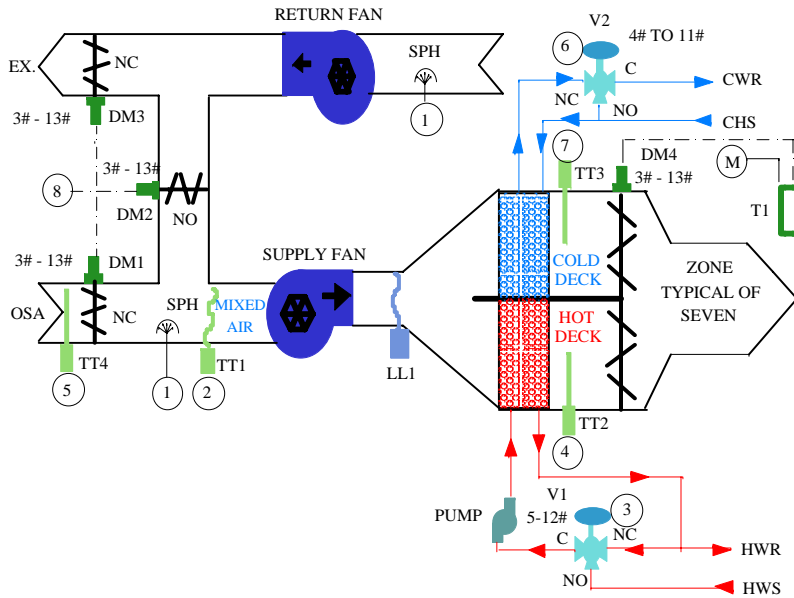 RETURN FAN
V2
4# TO 11#
6
SPH
C
EX.
NC
CWR
NC
NO
3# - 13#
DM3
1
CHS
7
DM4
3# - 13#
TT3
M
8
3# - 13#
DM2
NO
T1
SUPPLY FAN
3# - 13#
DM1
COLD
DECK
ZONE
TYPICAL OF
SEVEN
OSA
SPH
MIXED
AIR
NC
HOT
DECK
TT4
TT1
LL1
5
1
2
TT2
4
V1
5-12#
3
PUMP
C
NC
HWR
NO
HWS